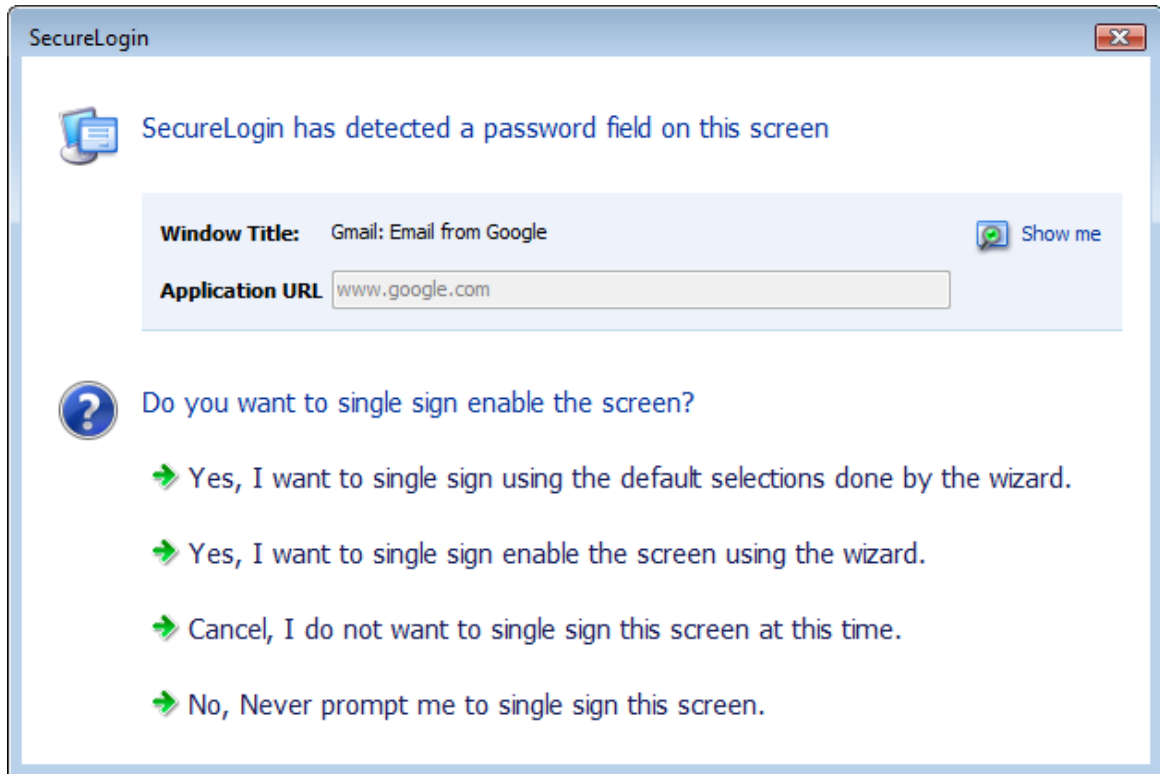 SecureLogin
SecureLogin has detected a password field on this screen
Window Title: Gmail: Email from Google
Show me
Application URL www.google.com
Do you want to single sign enable the screen?
Yes, I want to single sign using the default selections done by the wizard.
Yes, I want to single sign enable the screen using the wizard.
Cancel, I do not want to single sign this screen at this time.
No, Never prompt me to single sign this screen.